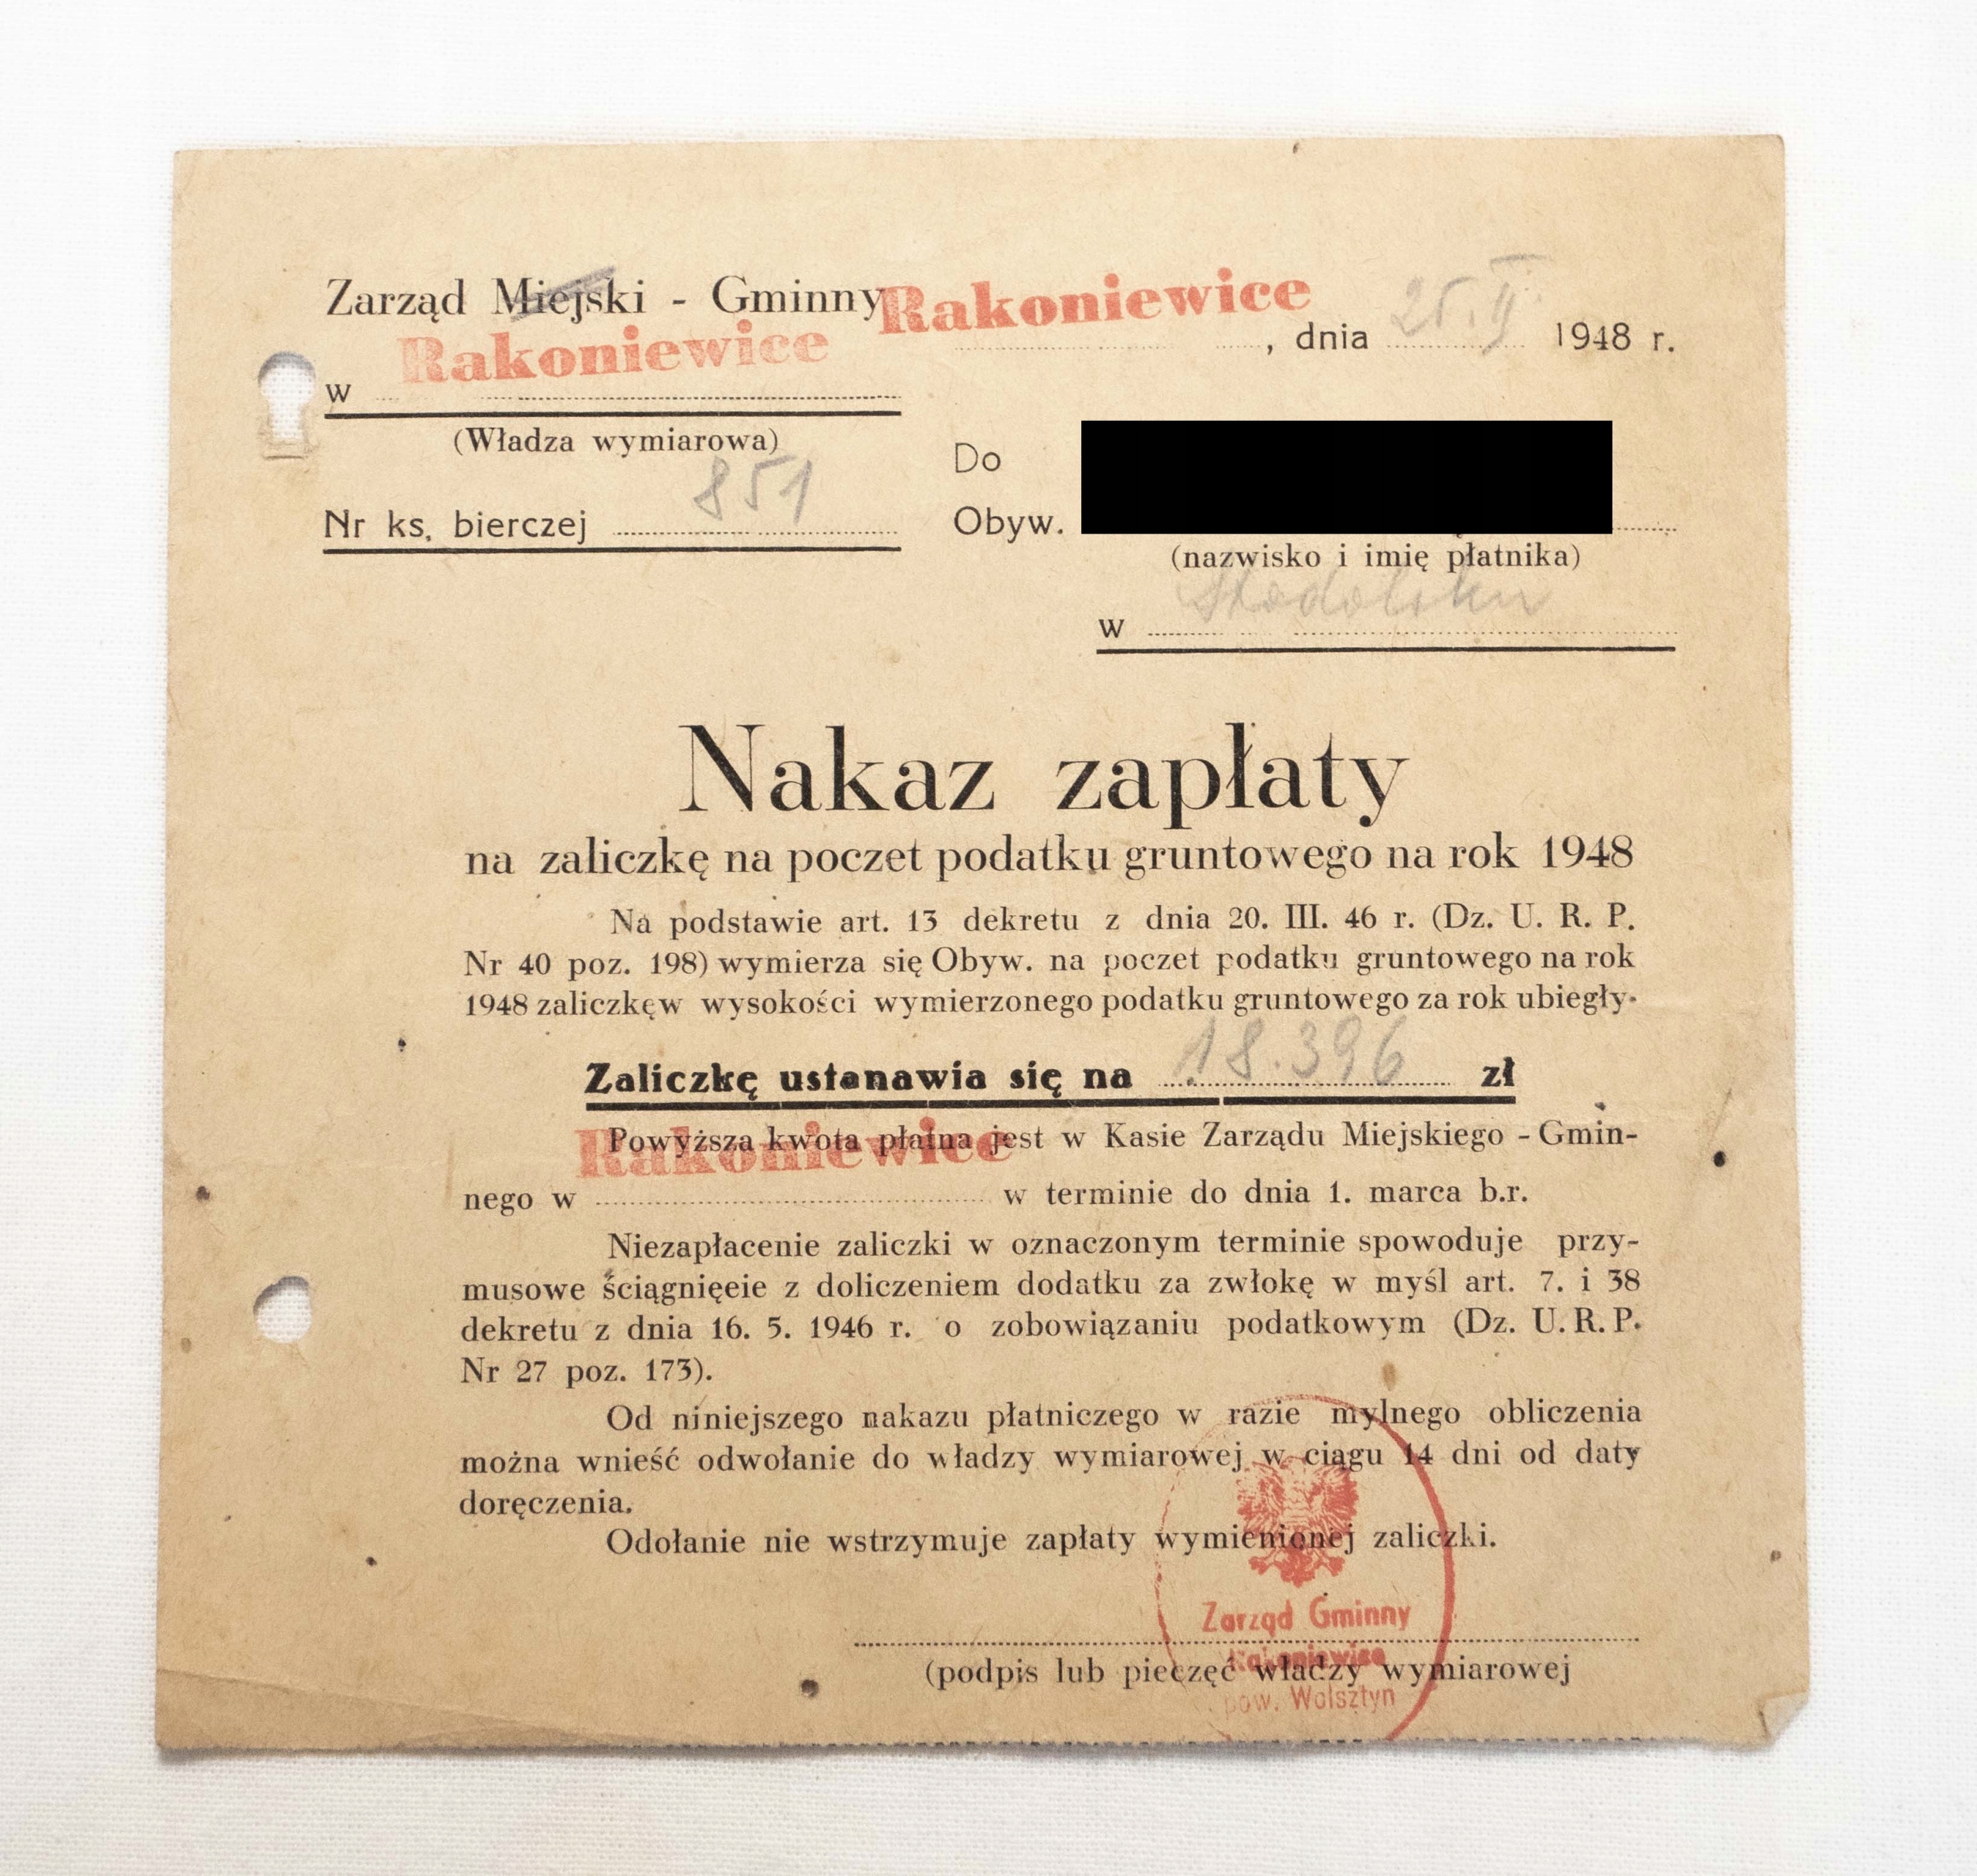 Zarząd Miejski - Gminny
Rakoniewice
Rakoniewice
, dnia 25. II 1948 r.
w
(Władza wymiarowa)
Nr ks. bierczej 851
Do
Obyw.
(nazwisko i imię płatnika)
w
Nakaz zapłaty
na zaliczkę na poczet podatku gruntowego na rok 1948
Na podstawie art. 13 dekretu z dnia 20. III. 46 r. (Dz. U. R. P.
Nr 40 poz. 198) wymierza się Obyw. na poczet podatku gruntowego na rok
1948 zaliczkęw wysokości wymierzonego podatku gruntowego za rok ubiegły.
Zaliczkę ustanawia się na 18.396 zł
Powyższa kwota płatna jest w Kasie Zarządu Miejskiego - Gmin-
Rakoniewice
nego w w terminie do dnia 1. marca b.r.
Niezapłacenie zaliczki w oznaczonym terminie spowoduje przy-
musowe ściągnięeie z doliczeniem dodatku za zwłokę w myśl art. 7. i 38
dekretu z dnia 16. 5. 1946 r. o zobowiązaniu podatkowym (Dz. U. R. P.
Nr 27 poz. 173).
Od niniejszego nakazu płatniczego w razie mylnego obliczenia
można wnieść odwołanie do władzy wymiarowej w ciągu 14 dni od daty
doręczenia.
Odołanie nie wstrzymuje zapłaty wymienionej zaliczki.
Zarząd Gminny
Rakoniewice
(podpis lub pieczęć władzy wymiarowej
pow. Wolsztyn